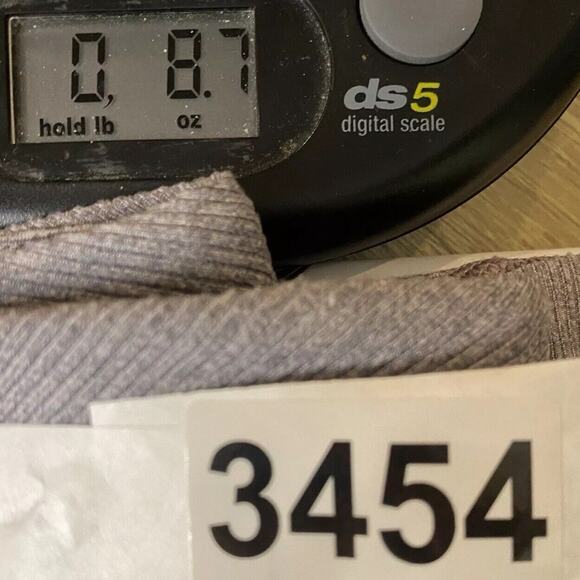 0, 8.7
hold lb oz
ds5
digital scale
3454